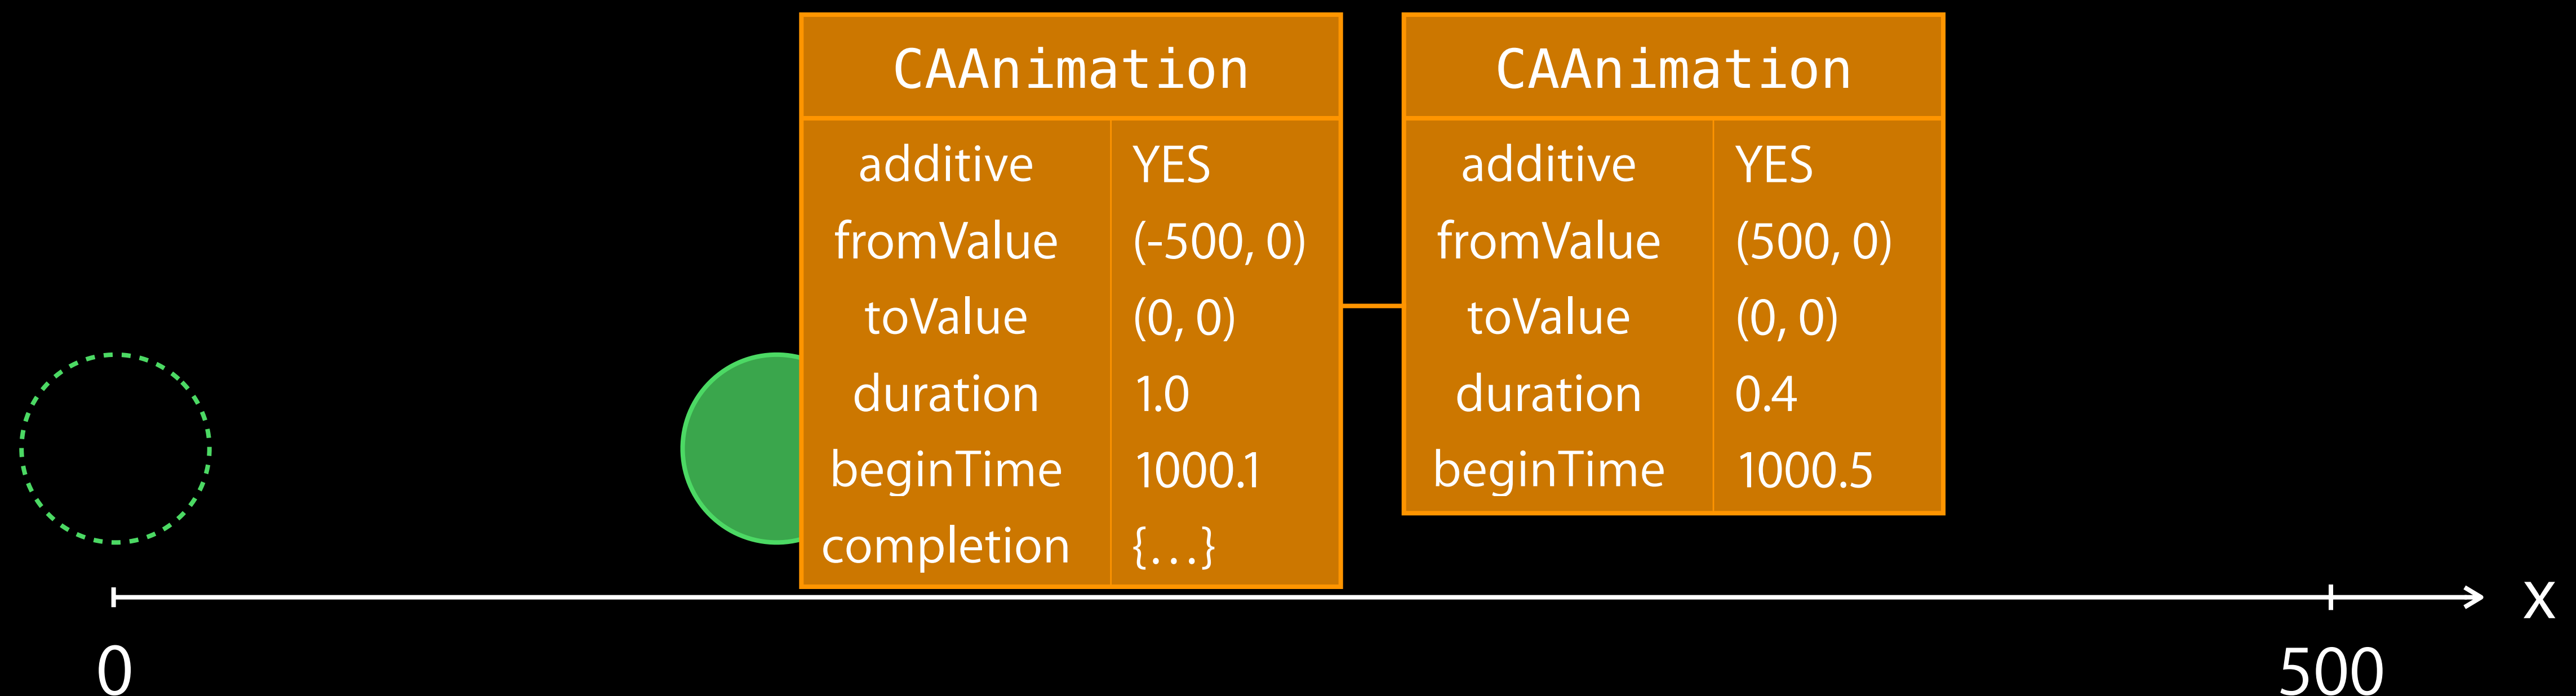 CAAnimation
additive YES
fromValue (-500, 0)
toValue (0, 0)
duration 1.0
beginTime 1000.1
completion {...}
CAAnimation
additive YES
fromValue (500, 0)
toValue (0, 0)
duration 0.4
beginTime 1000.5
x
0
500